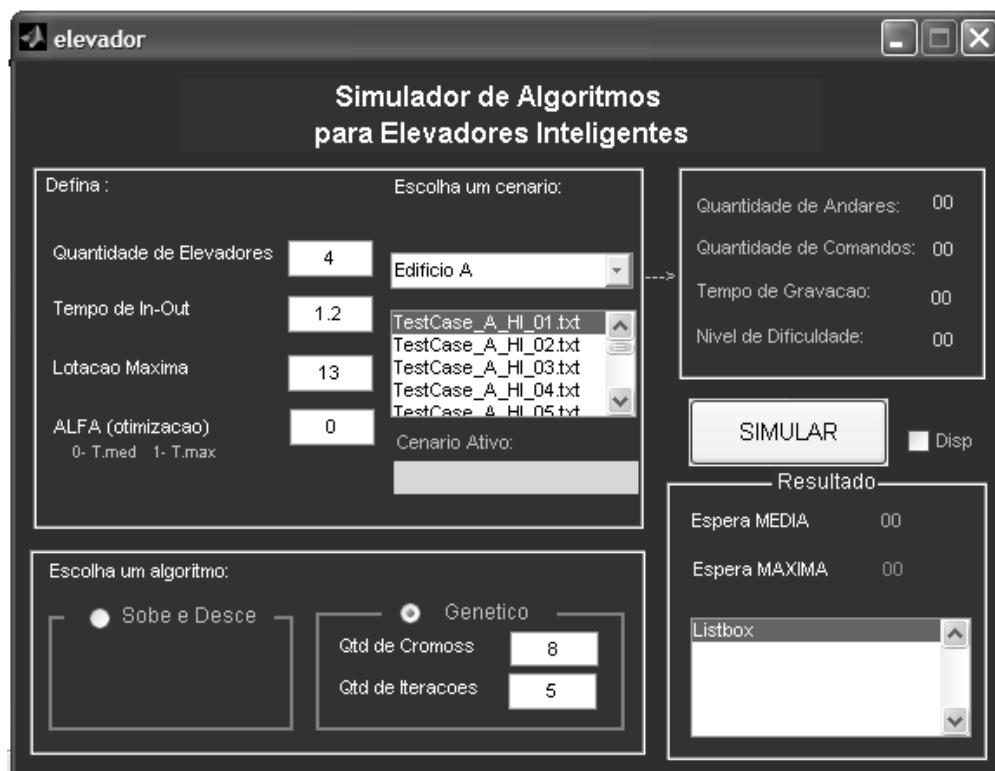 elevador
Simulador de Algoritmos
para Elevadores Inteligentes
Defina :
Quantidade de Elevadores 4
Tempo de In-Out 1.2
Lotacao Maxima 13
ALFA (otimizacao) 0
0- T.med 1- T.max
Escolha um cenario:
Edificio A
--->
TestCase_A_HI_01.txt
TestCase_A_HI_02.txt
TestCase_A_HI_03.txt
TestCase_A_HI_04.txt
TestCase_A_HI_05.txt
Cenario Ativo:
Quantidade de Andares: 00
Quantidade de Comandos: 00
Tempo de Gravacao: 00
Nivel de Dificuldade: 00
SIMULAR
Disp
Resultado
Espera MEDIA 00
Espera MAXIMA 00
Listbox
Escolha um algoritmo:
Sobe e Desce
Genetico
Qtd de Cromoss 8
Qtd de Iteracoes 5